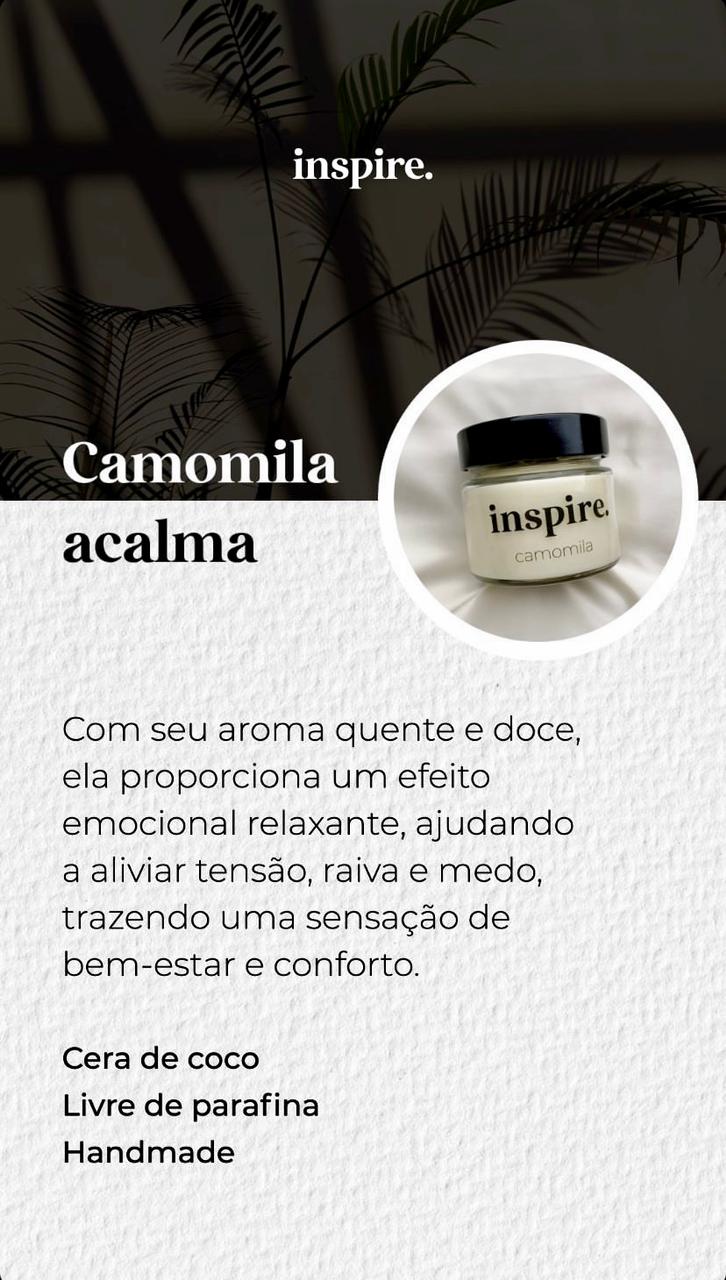 inspire.
Camomila
acalma
inspire.
camomila
Com seu aroma quente e doce,
ela proporciona um efeito
emocional relaxante, ajudando
a aliviar tensão, raiva e medo,
trazendo uma sensação de
bem-estar e conforto.
Cera de coco
Livre de parafina
Handmade